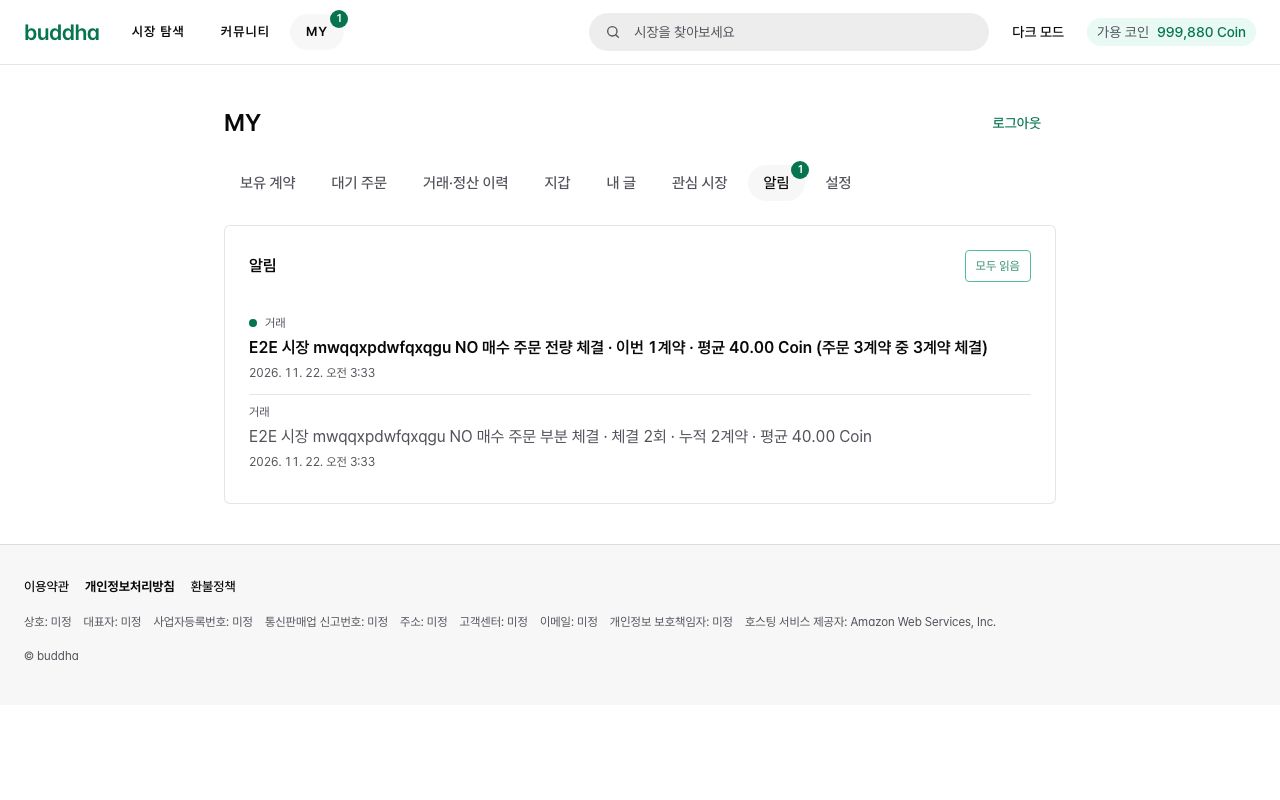 buddha 시장 탐색 커뮤니티 MY 1 시장을 찾아보세요 다크 모드 가용 코인 999,880 Coin
MY 로그아웃
보유 계약 대기 주문 거래·정산 이력 지갑 내 글 관심 시장 알림 1 설정
알림 모두 읽음
거래
E2E 시장 mwqqxpdwfqxqgu NO 매수 주문 전량 체결 · 이번 1계약 · 평균 40.00 Coin (주문 3계약 중 3계약 체결)
2026. 11. 22. 오전 3:33
거래
E2E 시장 mwqqxpdwfqxqgu NO 매수 주문 부분 체결 · 체결 2회 · 누적 2계약 · 평균 40.00 Coin
2026. 11. 22. 오전 3:33
이용약관 개인정보처리방침 환불정책
상호: 미정 대표자: 미정 사업자등록번호: 미정 통신판매업 신고번호: 미정 주소: 미정 고객센터: 미정 이메일: 미정 개인정보 보호책임자: 미정 호스팅 서비스 제공자: Amazon Web Services, Inc.
© buddha